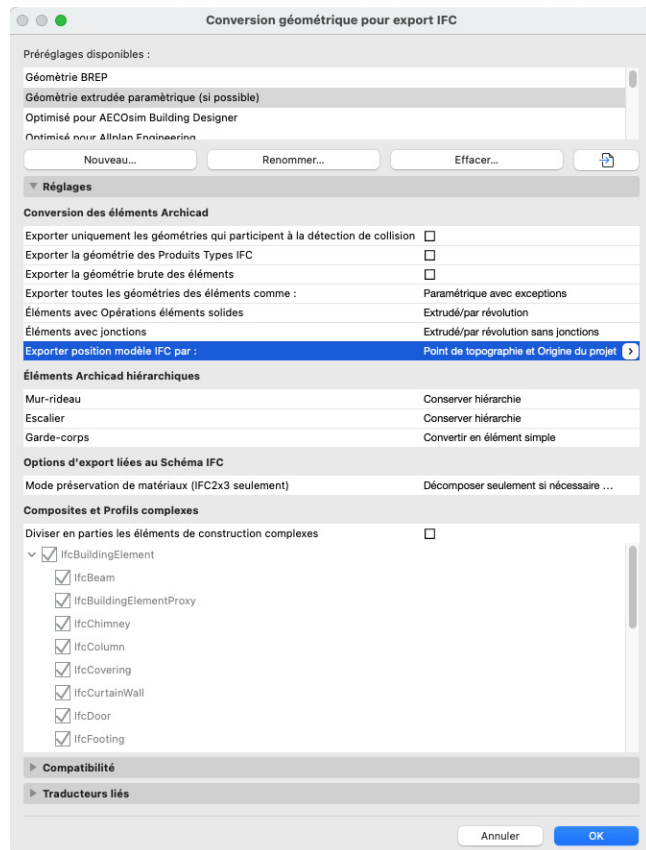 Conversion géométrique pour export IFC
Préréglages disponibles :
Géométrie BREP
Géométrie extrudée paramètrique (si possible)
Optimisé pour AECOsim Building Designer
Optimisé pour Allplan Engineering
Nouveau... Renommer... Effacer...
Réglages
Conversion des éléments Archicad
Exporter uniquement les géométries qui participent à la détection de collision
Exporter la géométrie des Produits Types IFC
Exporter la géométrie brute des éléments
Exporter toutes les géométries des éléments comme : Paramétrique avec exceptions
Éléments avec Opérations éléments solides Extrudé/par révolution
Éléments avec jonctions Extrudé/par révolution sans jonctions
Exporter position modèle IFC par : Point de topographie et Origine du projet
Éléments Archicad hiérarchiques
Mur-rideau Conserver hiérarchie
Escalier Conserver hiérarchie
Garde-corps Convertir en élément simple
Options d'export liées au Schéma IFC
Mode préservation de matériaux (IFC2x3 seulement) Décomposer seulement si nécessaire ...
Composites et Profils complexes
Diviser en parties les éléments de construction complexes
IfcBuildingElement
IfcBeam
IfcBuildingElementProxy
IfcChimney
IfcColumn
IfcCovering
IfcCurtainWall
IfcDoor
IfcFooting
Compatibilité
Traducteurs liés
Annuler OK